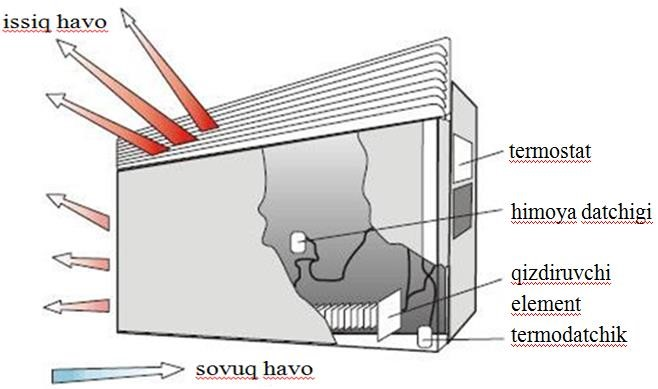 issiq havo
termostat
himoya datchigi
qizdiruvchi
element
termodatchik
sovuq havo